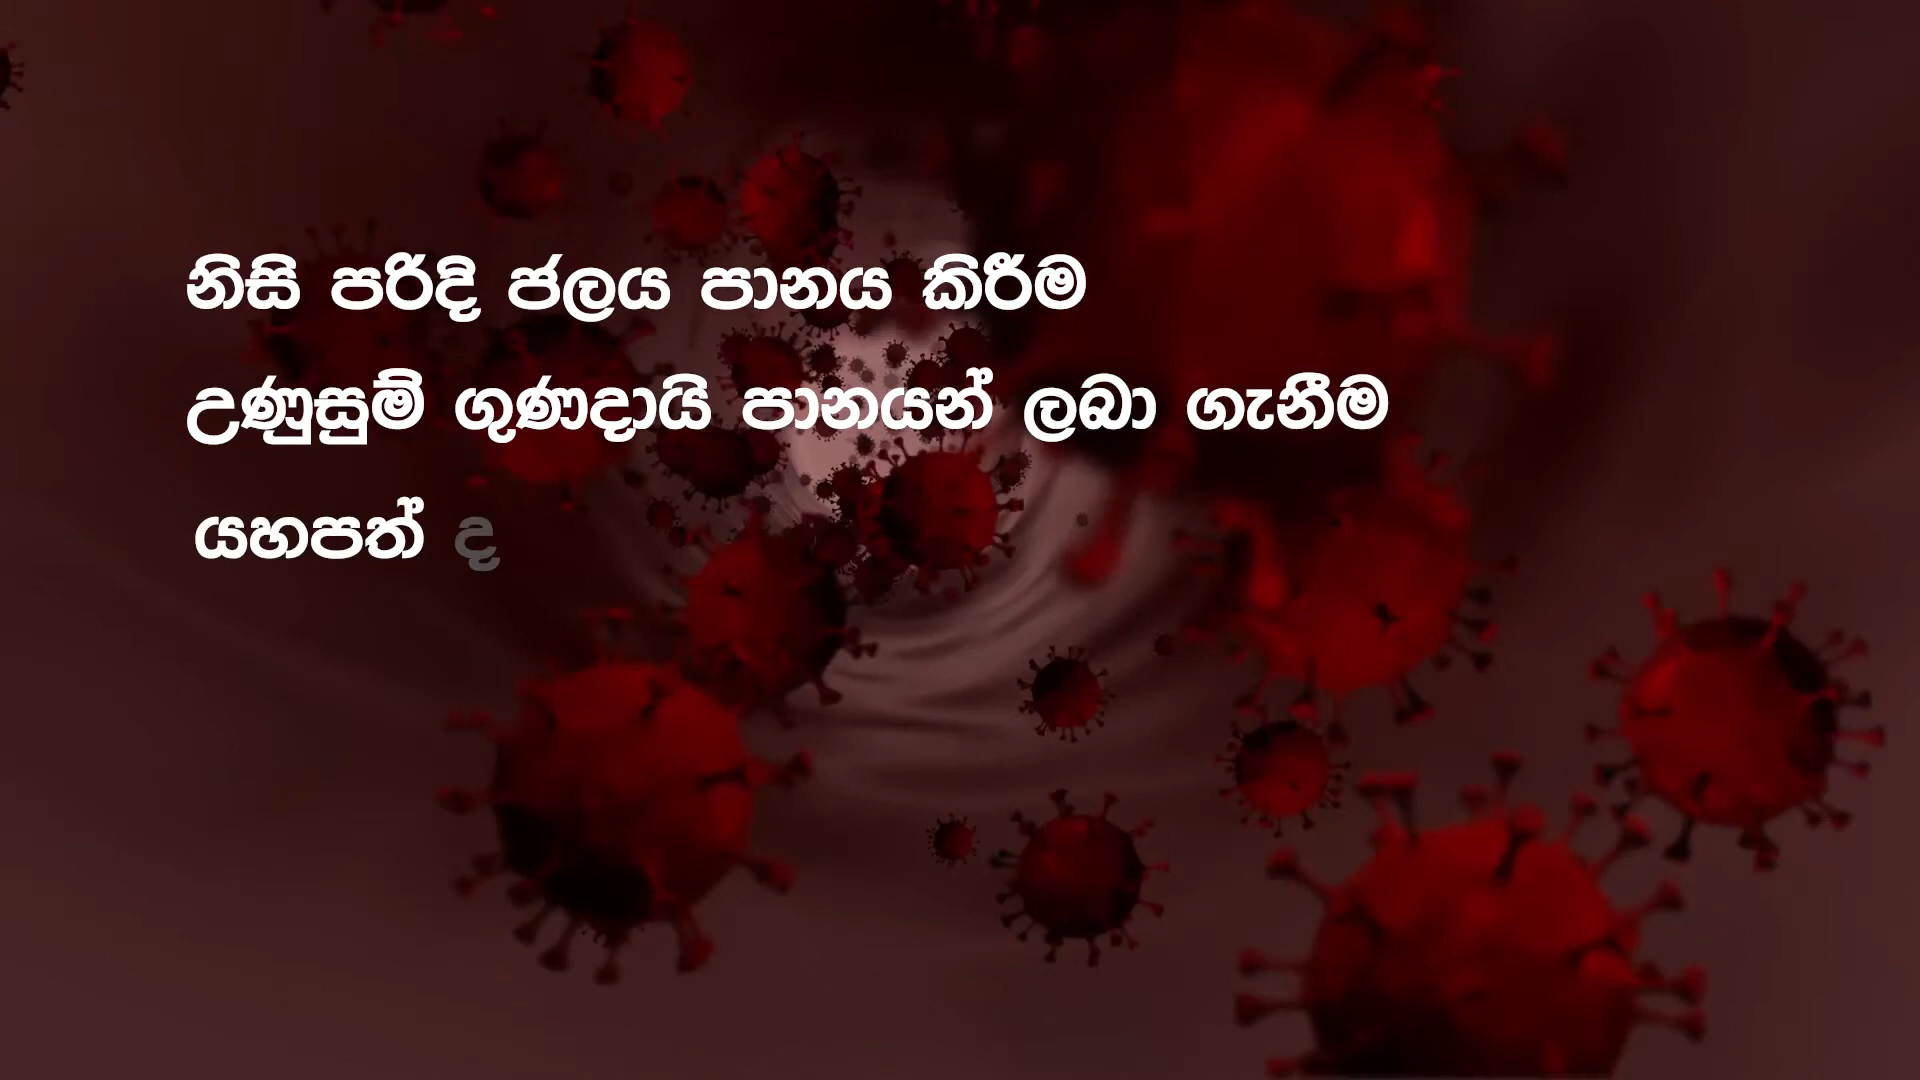 නිසි පරිදි ජලය පානය කිරීම
උණුසුම් ගුණදායි පානයන් ලබා ගැනීම
යහපත් ද